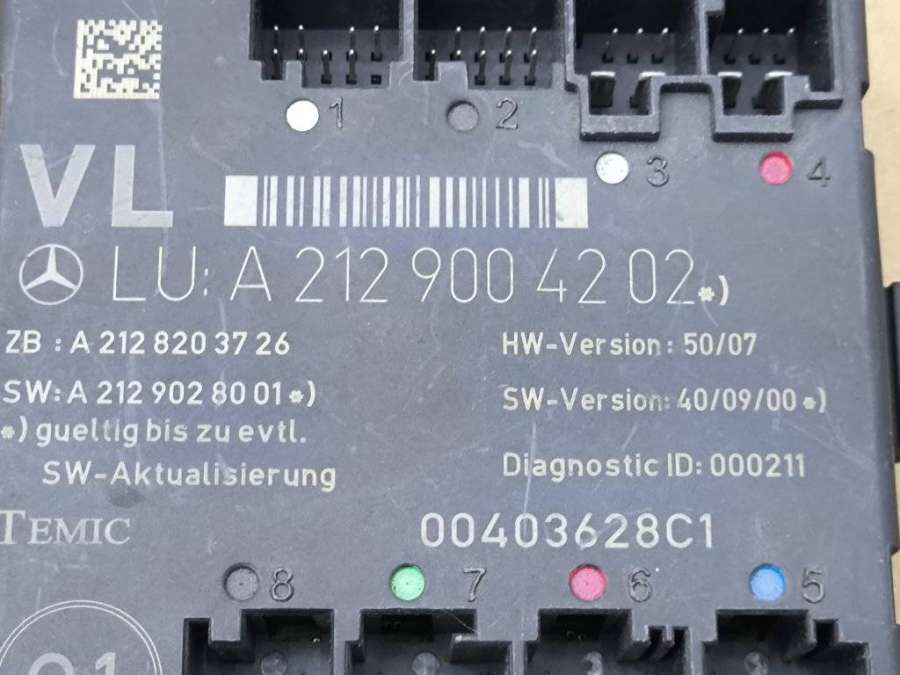 1 2
3 4
VL
LU: A 212 900 42 02 *)
ZB : A 212 820 37 26
HW-Version: 50/07
SW: A 212 902 80 01 *)
SW-Version: 40/09/00 *)
*) gueltig bis zu evtl.
SW-Aktualisierung
Diagnostic ID: 000211
TEMIC
00403628C1
8 7 6 5